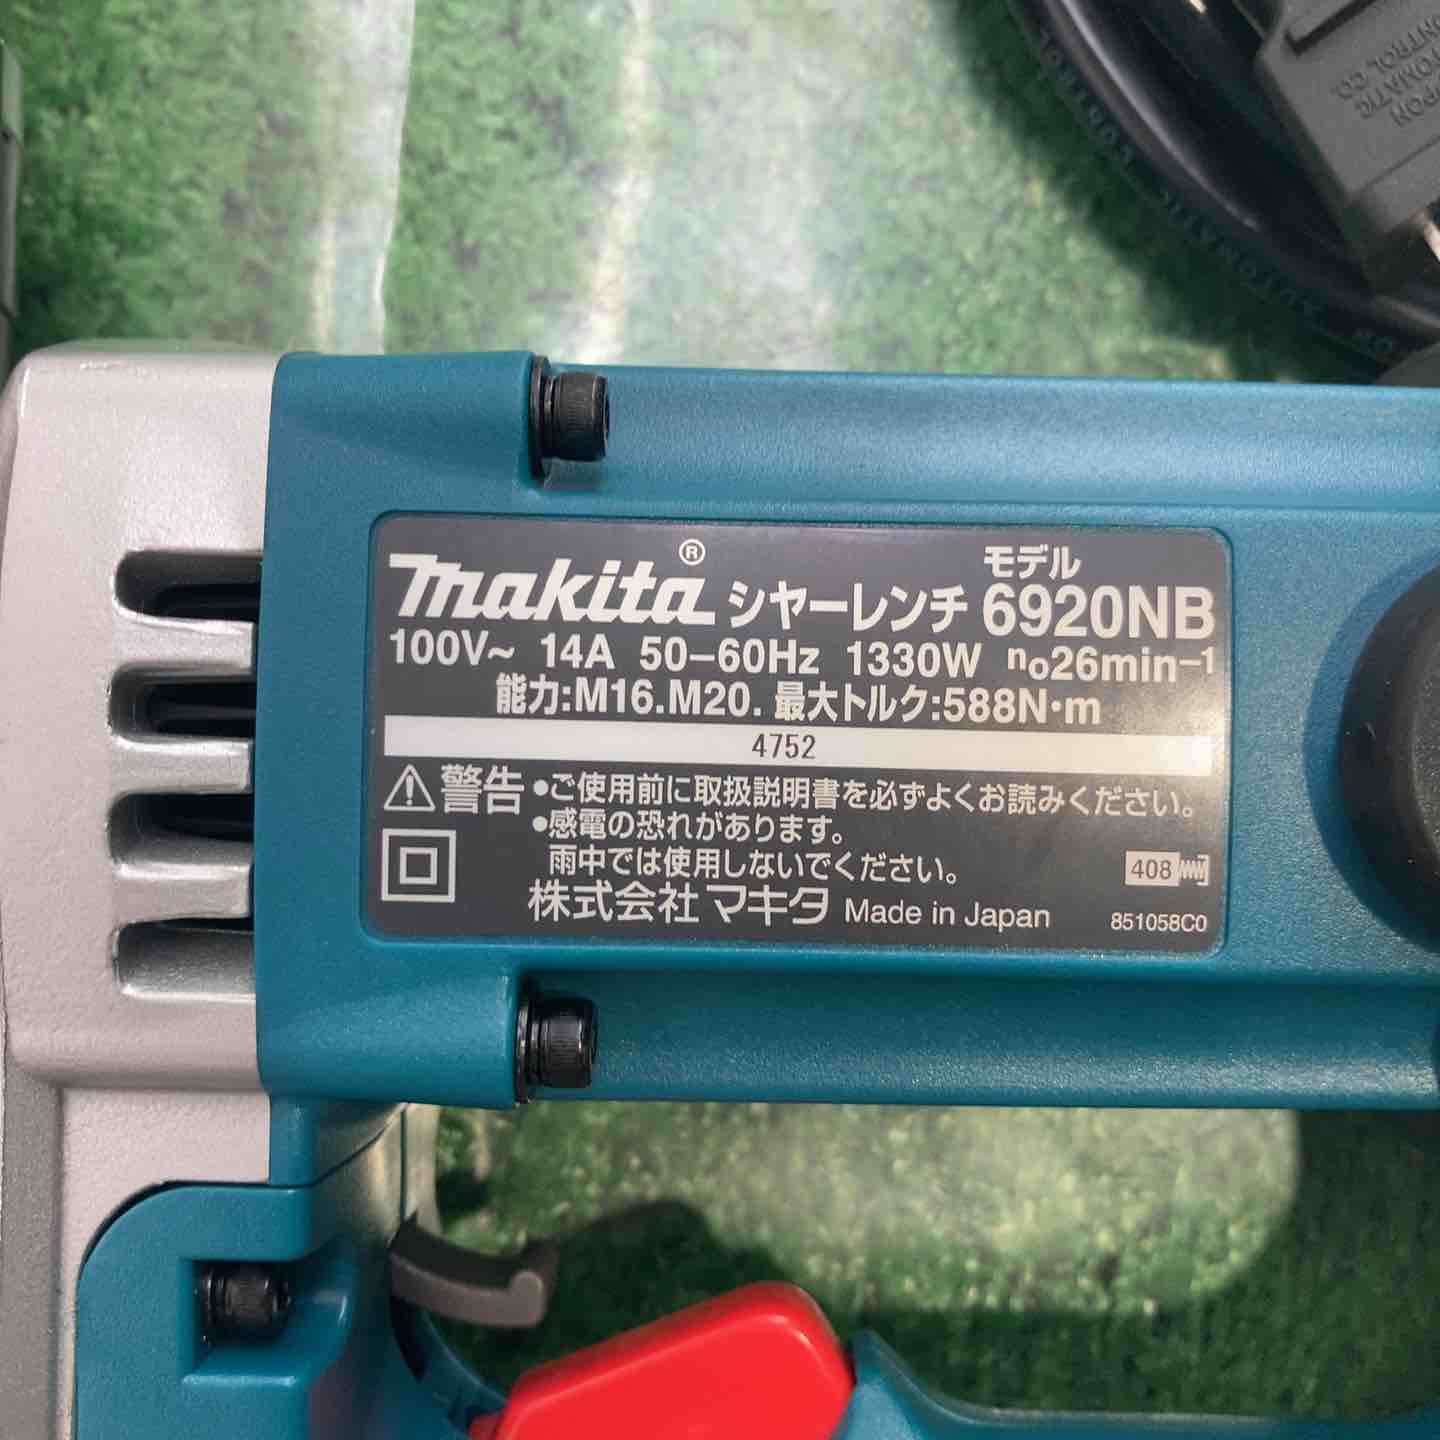 NIPPON
AUTOMATIC
CONTROL CO.
makita® シャーレンチ モデル 6920NB
100V~ 14A 50-60Hz 1330W no26min-1
能力:M16.M20. 最大トルク:588N・m
4752
警告 •ご使用前に取扱説明書を必ずよくお読みください。
•感電の恐れがあります。
雨中では使用しないでください。
408
株式会社 マキタ Made in Japan 851058C0